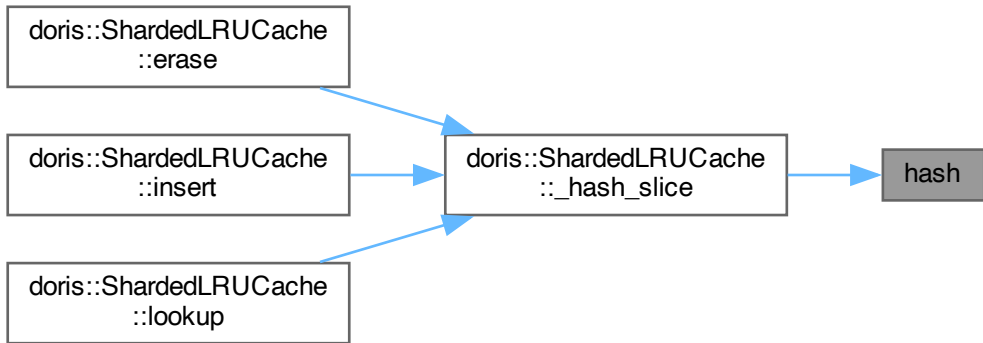 doris::ShardedLRUCache
::erase
doris::ShardedLRUCache
::insert
doris::ShardedLRUCache
::lookup
doris::ShardedLRUCache
::_hash_slice
hash